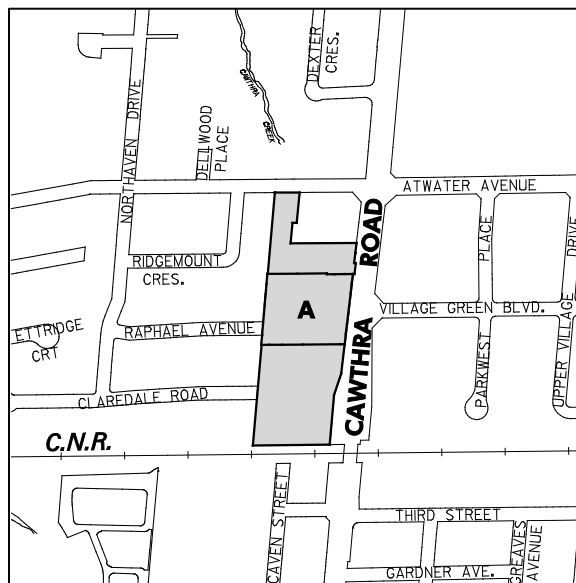 DEXTER
CRES.
CAWTHRA
CREEK
NORTHAVEN DRIVE
DELLWOOD
PLACE
ATWATER AVENUE
CAWTHRA ROAD
PLACE
DRIVE
RIDGEMOUNT
CRES.
A
VILLAGE GREEN BLVD.
ETTRIDGE
CRT
RAPHAEL AVENUE
PARKWEST
UPPER VILLAGE
CLAREDALE ROAD
C.N.R.
CAVEN STREET
THIRD STREET
GREAVES
AVENUE
GARDNER AVE.